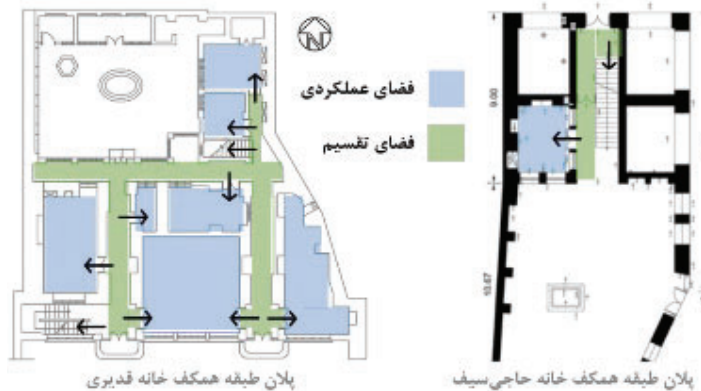 N
فضای عملکردی
فضای تقسیم
9.00
10.67
پلان طبقه همکف خانه قدیری
پلان طبقه همکف خانه حاجی‌سیف